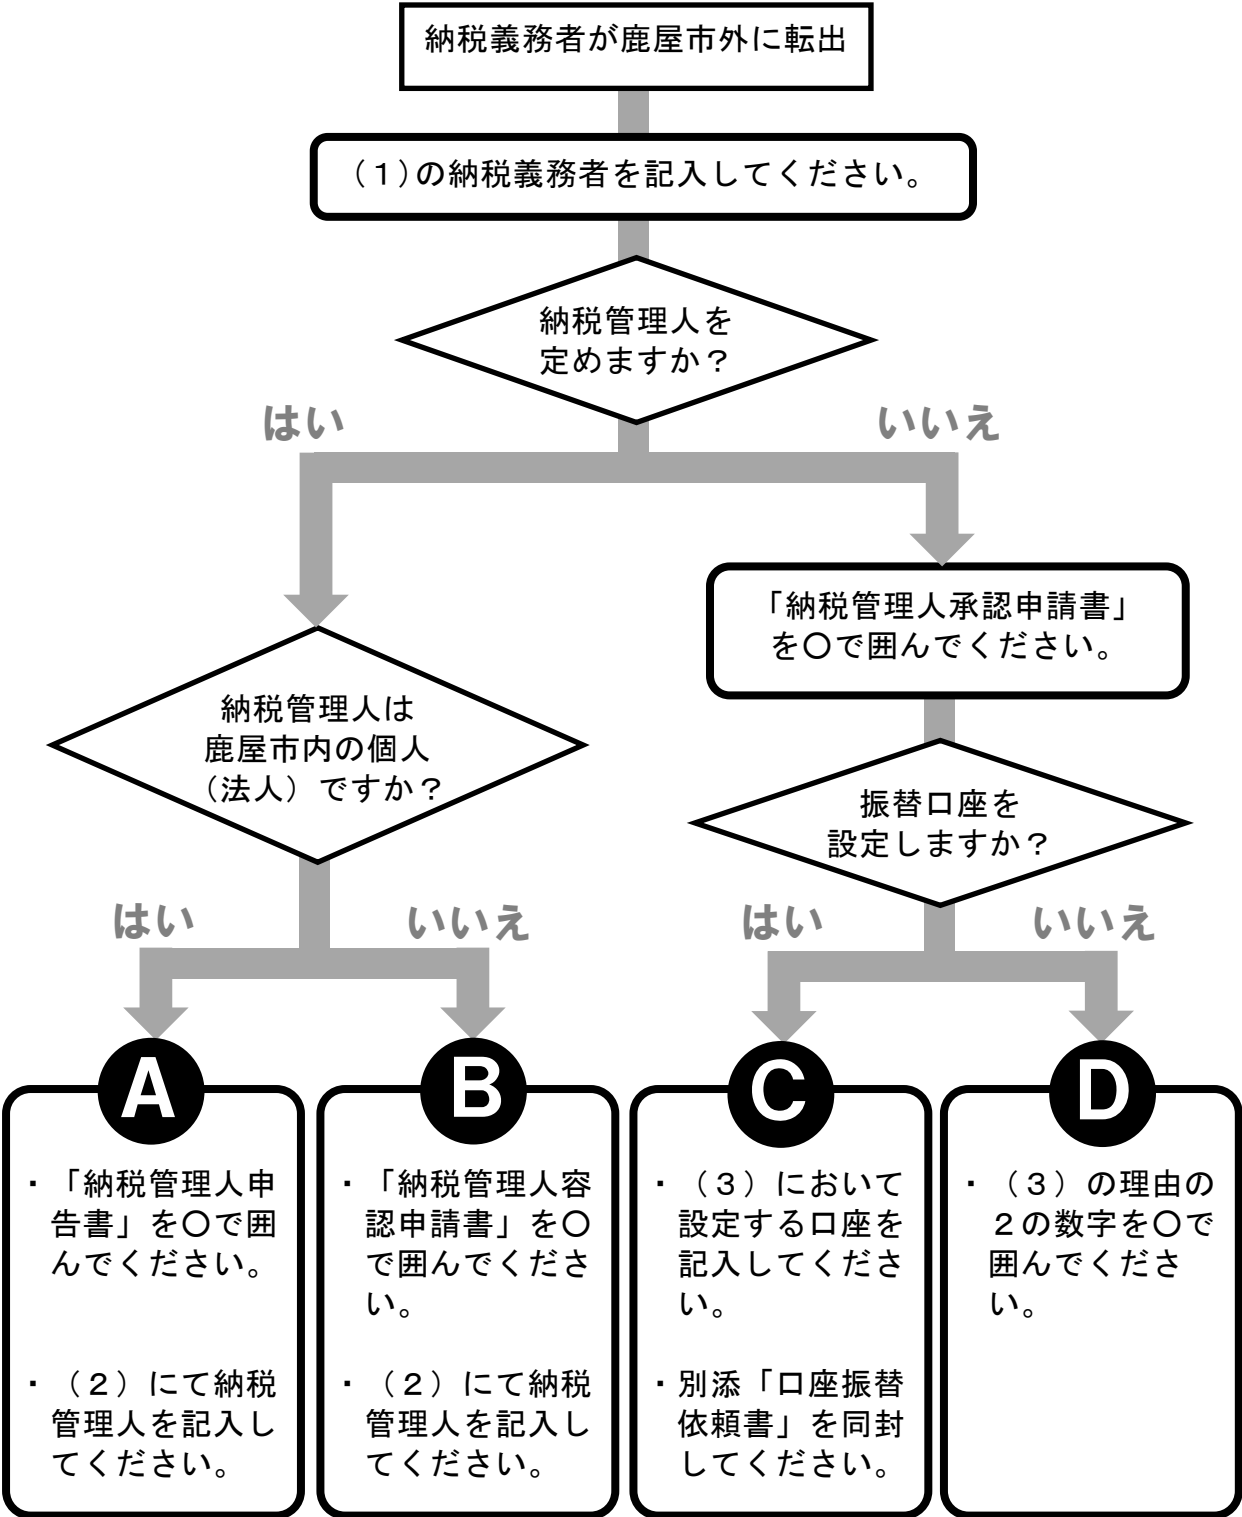 納税義務者が鹿屋市外に転出
(1)の納税義務者を記入してください。
納税管理人を
定めますか?
はい
いいえ
「納税管理人承認申請書」
を〇で囲んでください。
納税管理人は
鹿屋市内の個人
(法人)ですか?
振替口座を
設定しますか?
はい
いいえ
はい
いいえ
A
・「納税管理人申
告書」を〇で囲
んでください。
・(2)にて納税
管理人を記入し
てください。
B
・「納税管理人容
認申請書」を〇
で囲んでくださ
い。
・(2)にて納税
管理人を記入し
てください。
C
・(3)において
設定する口座を
記入してくださ
い。
・別添「口座振替
依頼書」を同封
してください。
D
・(3)の理由の
2の数字を〇で
囲んでくださ
い。